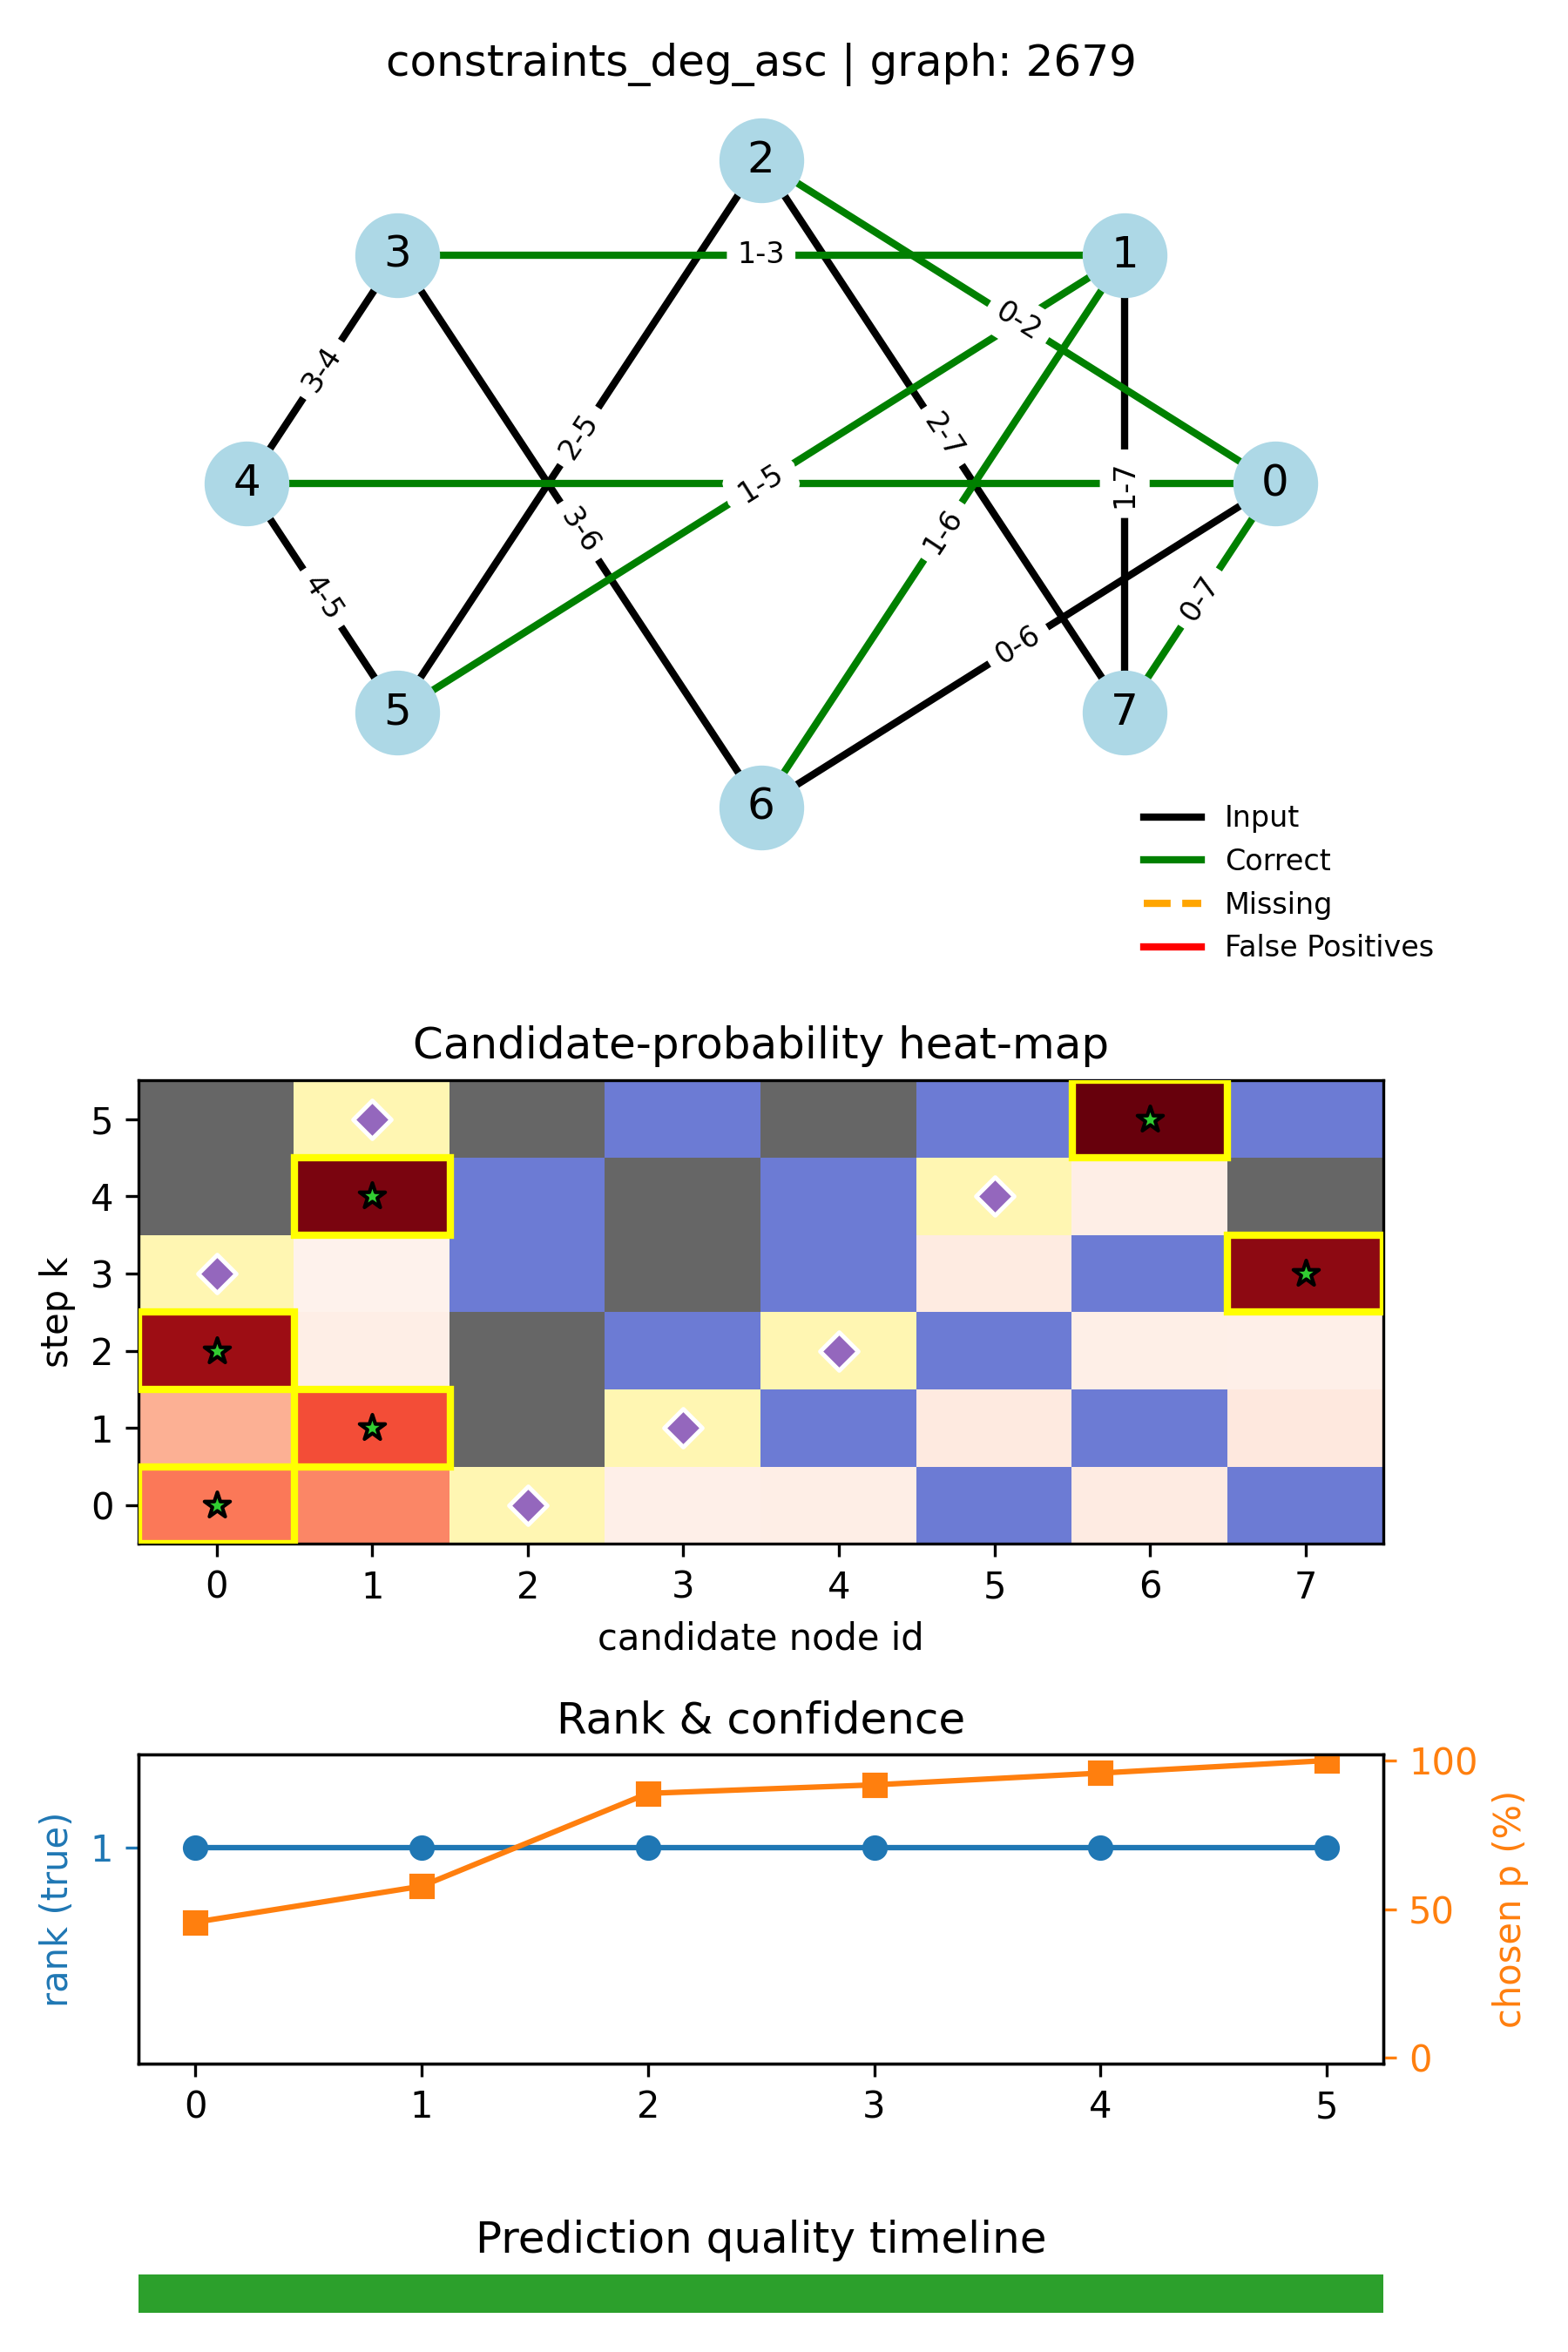 constraints_deg_asc | graph: 2679
2
3
1
1-3
0-2
3-4
2-5
2-7
4
1-5
1-7
0
3-6
1-6
4-5
0-7
0-6
5
7
6
Input
Correct
Missing
False Positives
Candidate-probability heat-map
step k
5
4
3
2
1
0
0 1 2 3 4 5 6 7
candidate node id
Rank & confidence
rank (true)
1
100
50
0
chosen p (%)
0 1 2 3 4 5
Prediction quality timeline